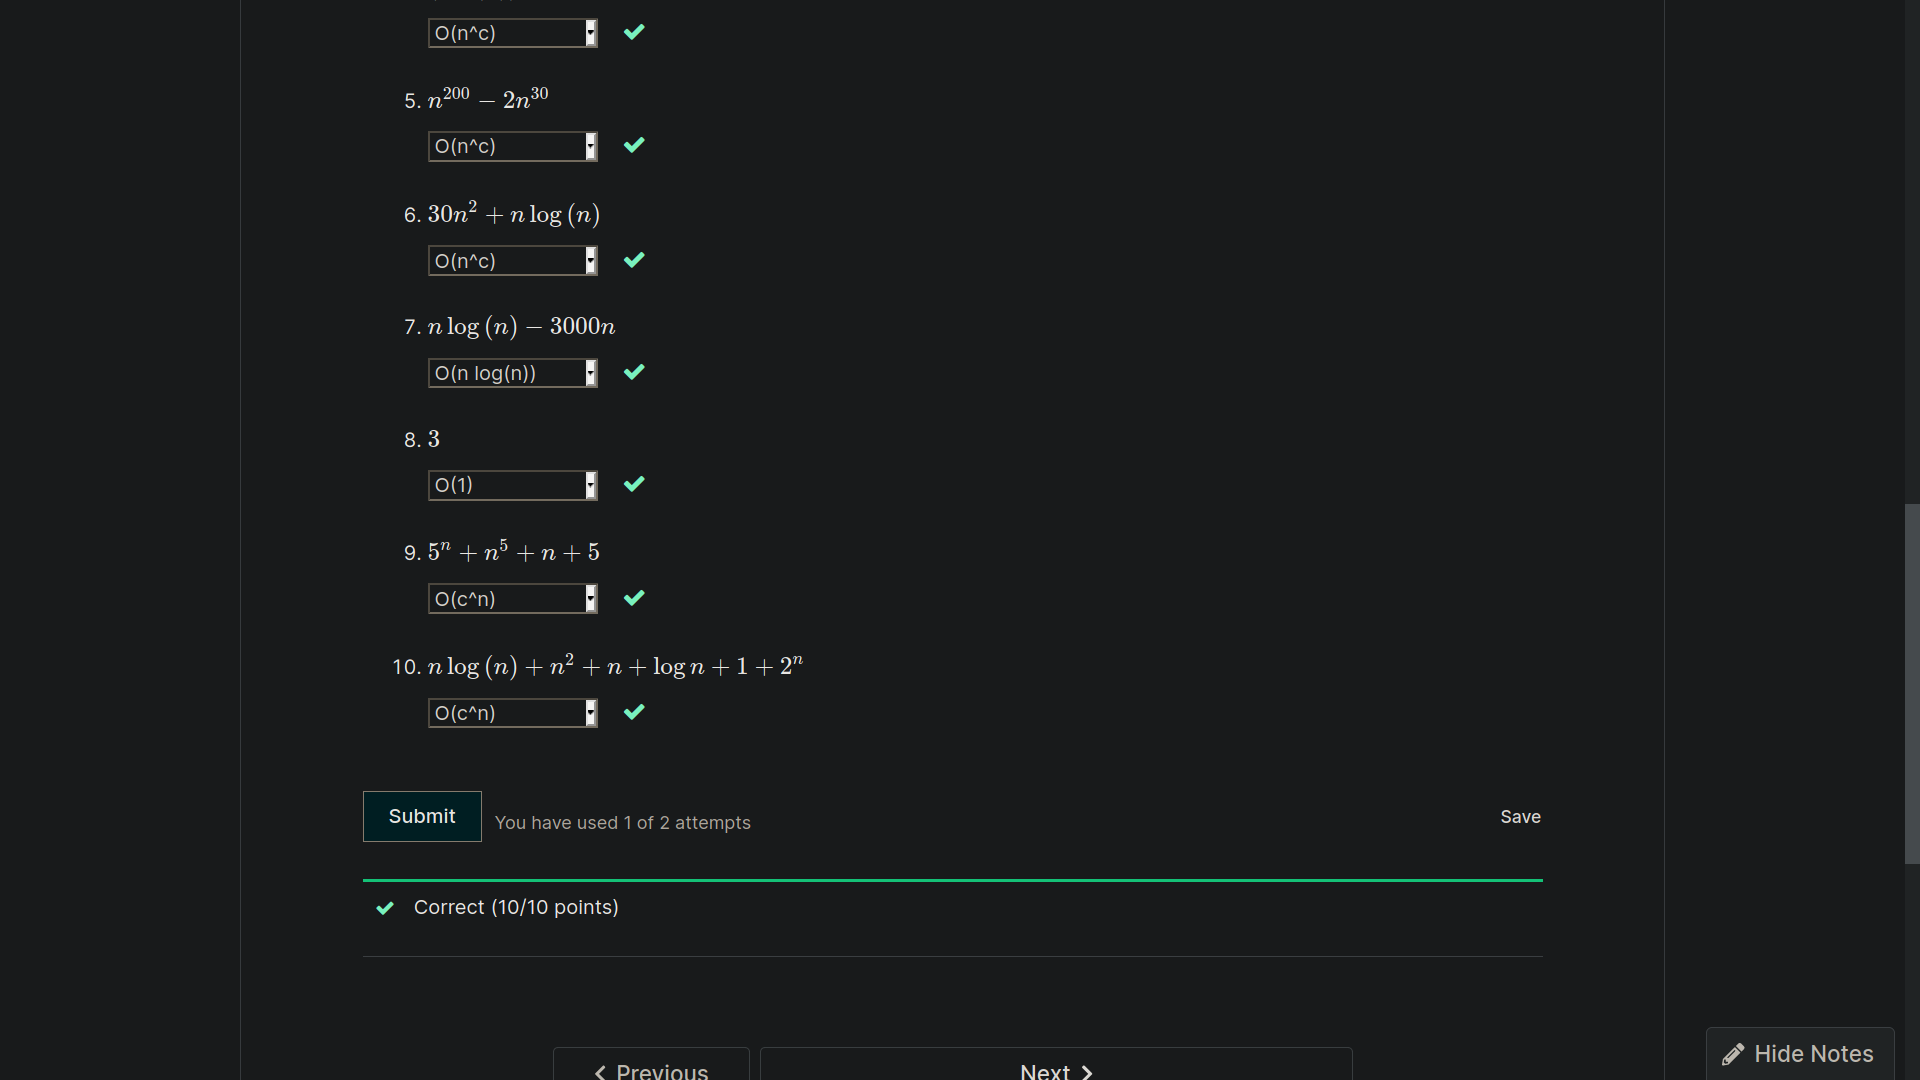 O(n^c)
5. n^200 − 2n^30
O(n^c)
6. 30n^2 + n log (n)
O(n^c)
7. n log (n) − 3000n
O(n log(n))
8. 3
O(1)
9. 5^n + n^5 + n + 5
O(c^n)
10. n log (n) + n^2 + n + log n + 1 + 2^n
O(c^n)
Submit
You have used 1 of 2 attempts
Save
Correct (10/10 points)
Previous
Next
Hide Notes